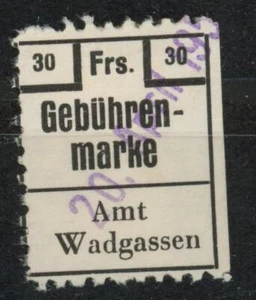 30 Frs. 30
Gebühren-
marke
Amt
Wadgassen